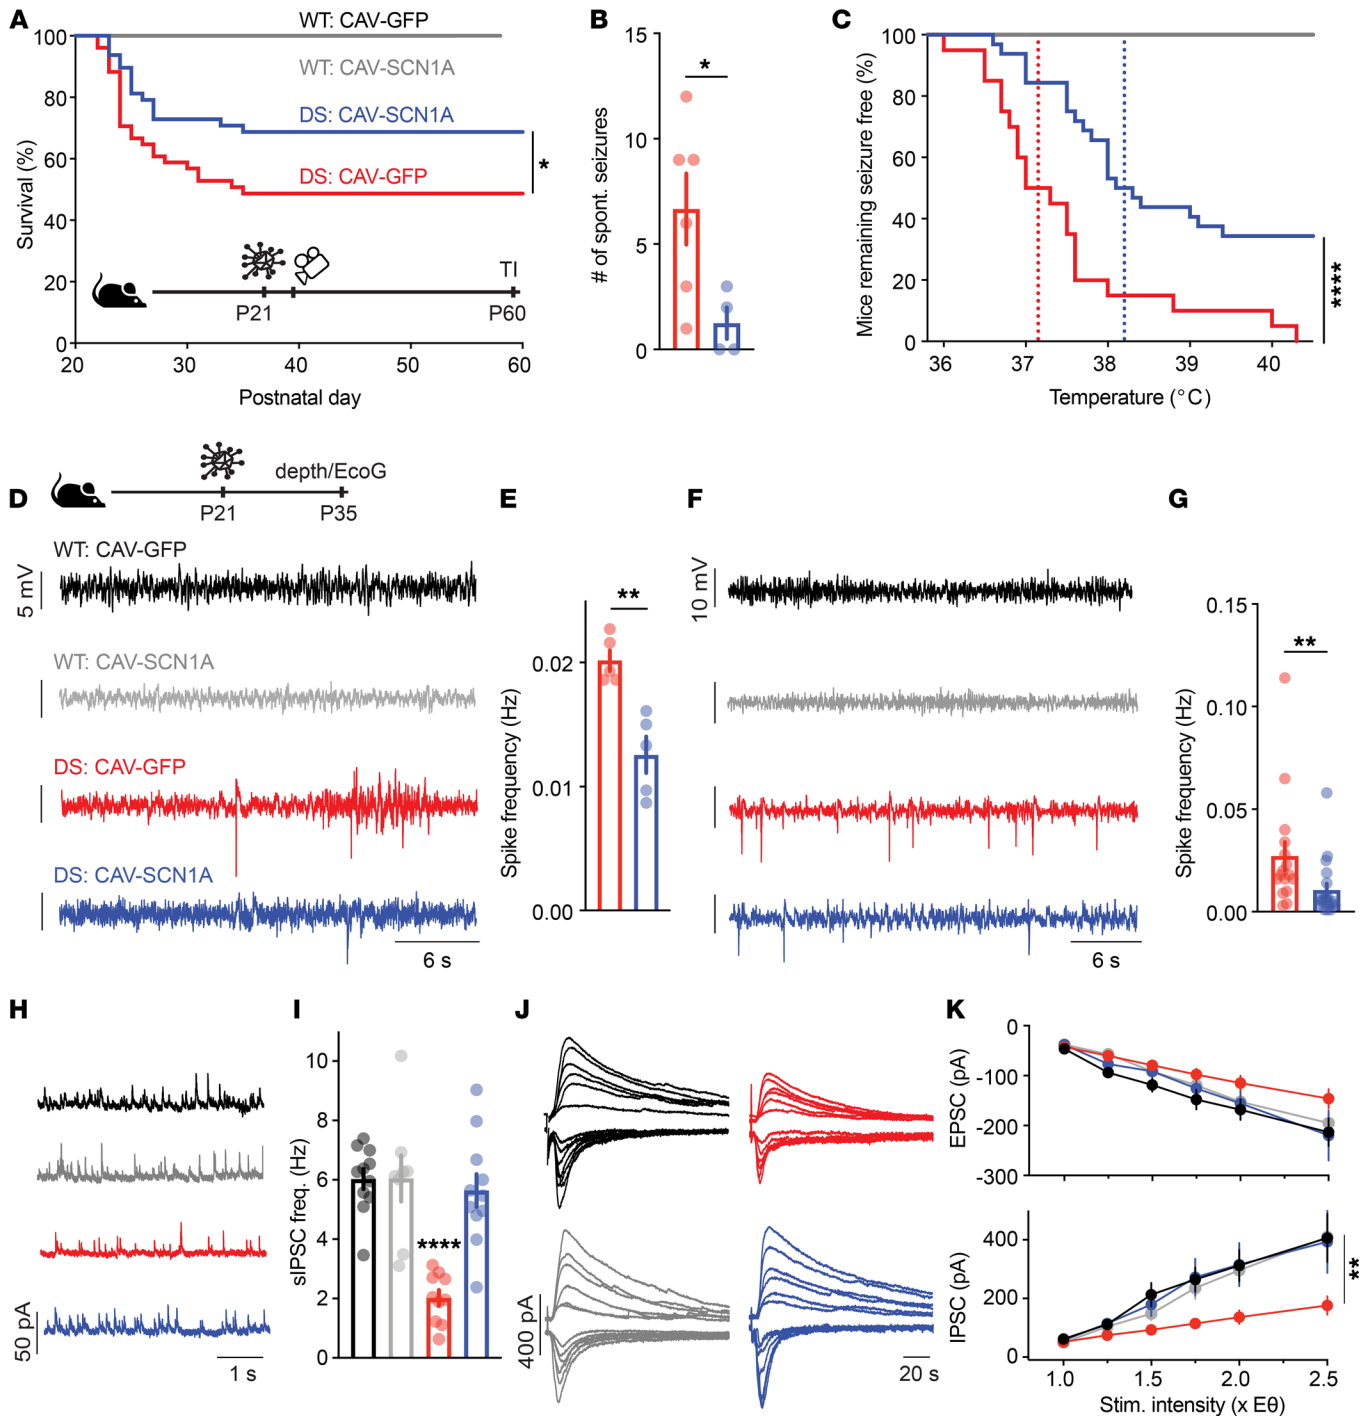 A
WT: CAV-GFP
WT: CAV-SCN1A
DS: CAV-SCN1A
DS: CAV-GFP
*
Survival (%)
100
80
60
40
20
0
P21
TI
P60
20
30
40
50
60
Postnatal day
B
# of spont. seizures
15
10
5
0
*
C
Mice remaining seizure free (%)
100
80
60
40
20
0
****
36
37
38
39
40
Temperature (°C)
depth/EcoG
P21
P35
D
WT: CAV-GFP
5 mV
WT: CAV-SCN1A
DS: CAV-GFP
DS: CAV-SCN1A
6 s
E
**
Spike frequency (Hz)
0.02
0.01
0.00
F
10 mV
6 s
G
**
Spike frequency (Hz)
0.15
0.10
0.05
0.00
H
50 pA
1 s
I
sIPSC freq. (Hz)
10
8
6
4
2
0
****
J
400 pA
20 s
K
EPSC (pA)
0
-100
-200
-300
IPSC (pA)
400
200
0
**
1.0
1.5
2.0
2.5
Stim. intensity (x Eθ)